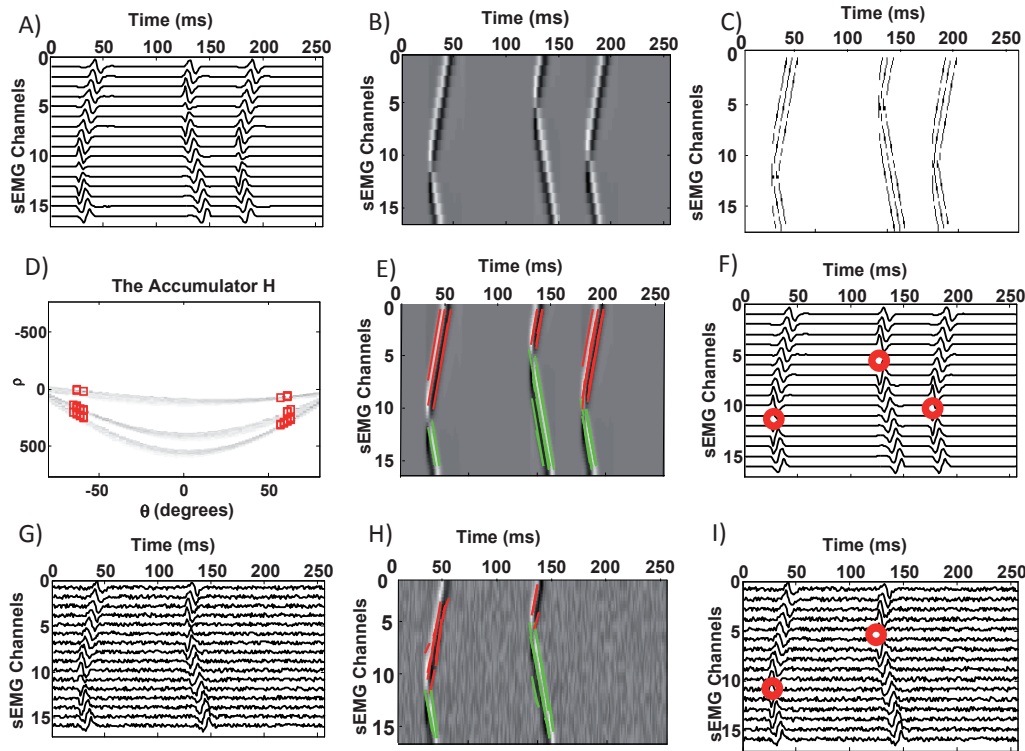 A)
Time (ms)
0 50 100 150 200 250
sEMG Channels
0
5
10
15
B)
Time (ms)
0 50 100 150 200 250
sEMG Channels
0
5
10
15
C)
Time (ms)
0 50 100 150 200 250
sEMG Channels
0
5
10
15
D)
The Accumulator H
ρ
-500
0
500
-50 0 50
θ (degrees)
E)
Time (ms)
0 50 100 150 200 250
sEMG Channels
0
5
10
15
F)
Time (ms)
0 50 100 150 200 250
sEMG Channels
0
5
10
15
G)
Time (ms)
0 50 100 150 200 250
sEMG Channels
0
5
10
15
H)
Time (ms)
0 50 100 150 200 250
sEMG Channels
0
5
10
15
I)
Time (ms)
0 50 100 150 200 250
sEMG Channels
0
5
10
15